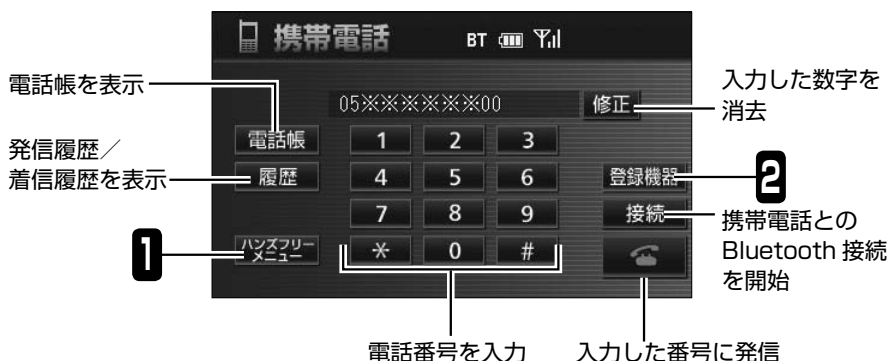 携帯電話 BT
電話帳を表示
05※※※※※※00 修正
入力した数字を
消去
電話帳 1 2 3
発信履歴／
着信履歴を表示
履歴 4 5 6 登録機器 2
7 8 9 接続
携帯電話との
Bluetooth 接続
を開始
1 ハンズフリー
メニュー
＊ 0 #
電話番号を入力 入力した番号に発信